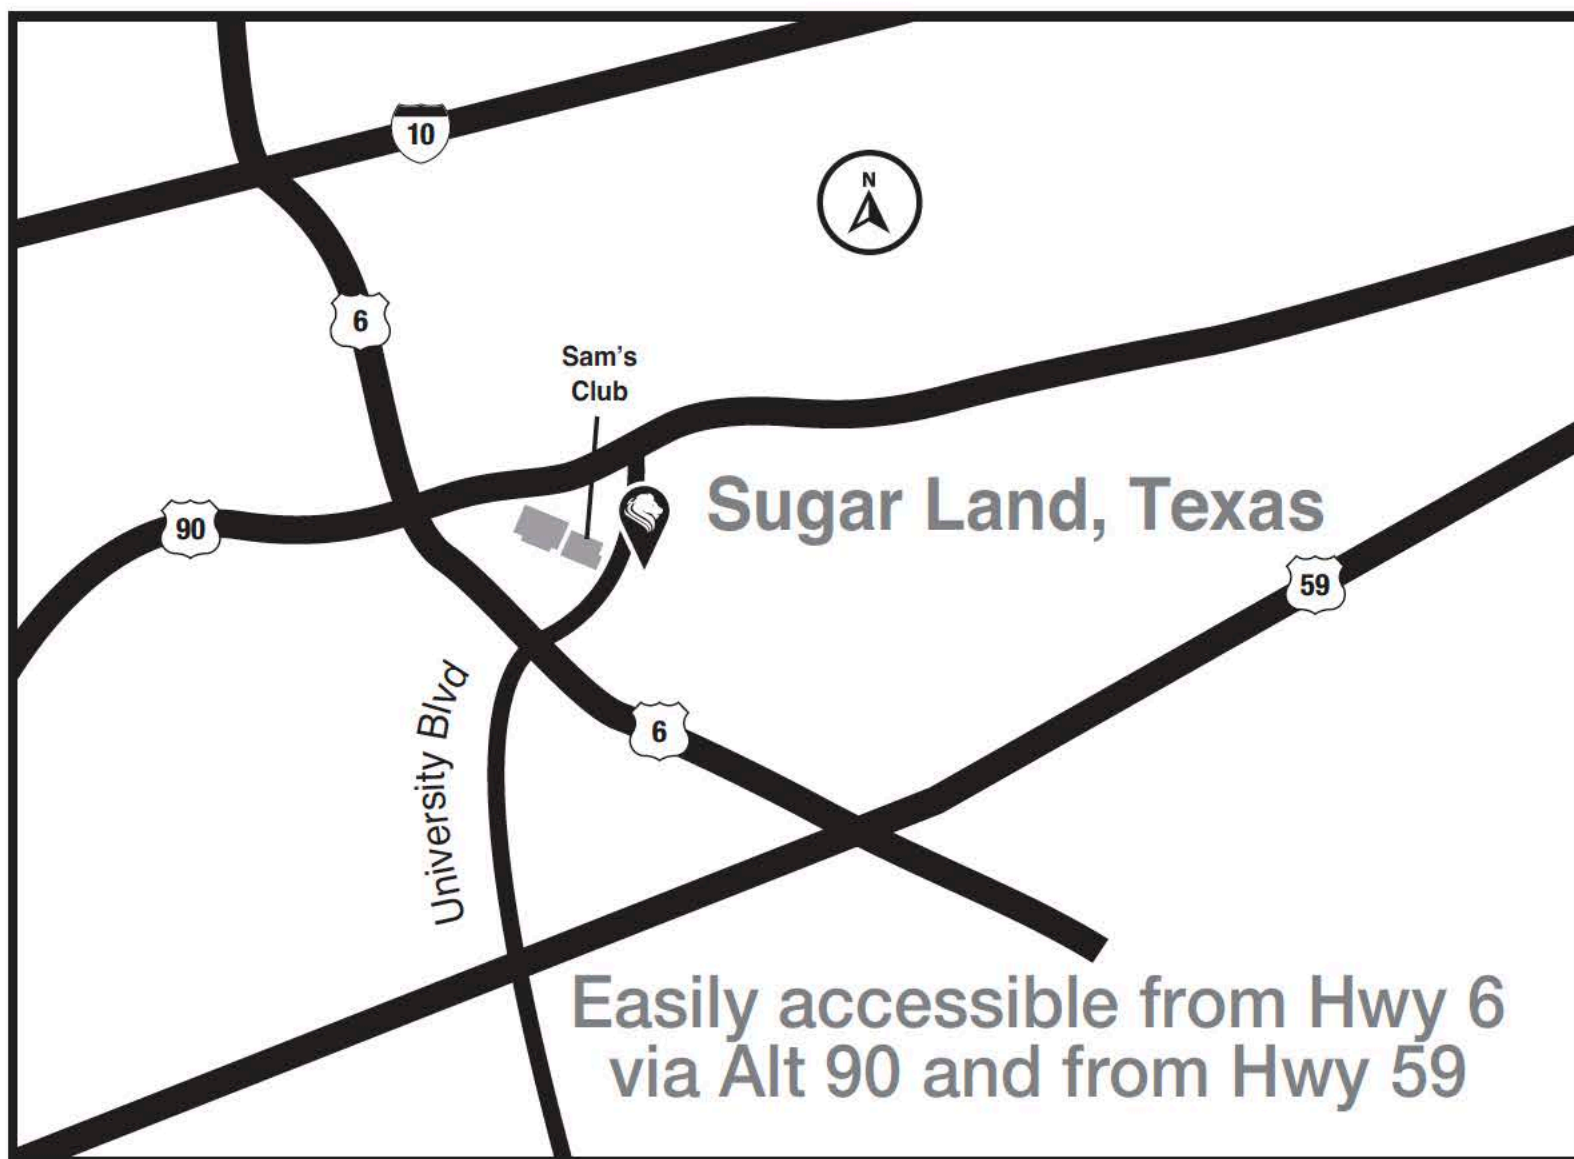 10
N
6
Sam's
Club
Sugar Land, Texas
90
59
University Blvd
6
Easily accessible from Hwy 6
via Alt 90 and from Hwy 59